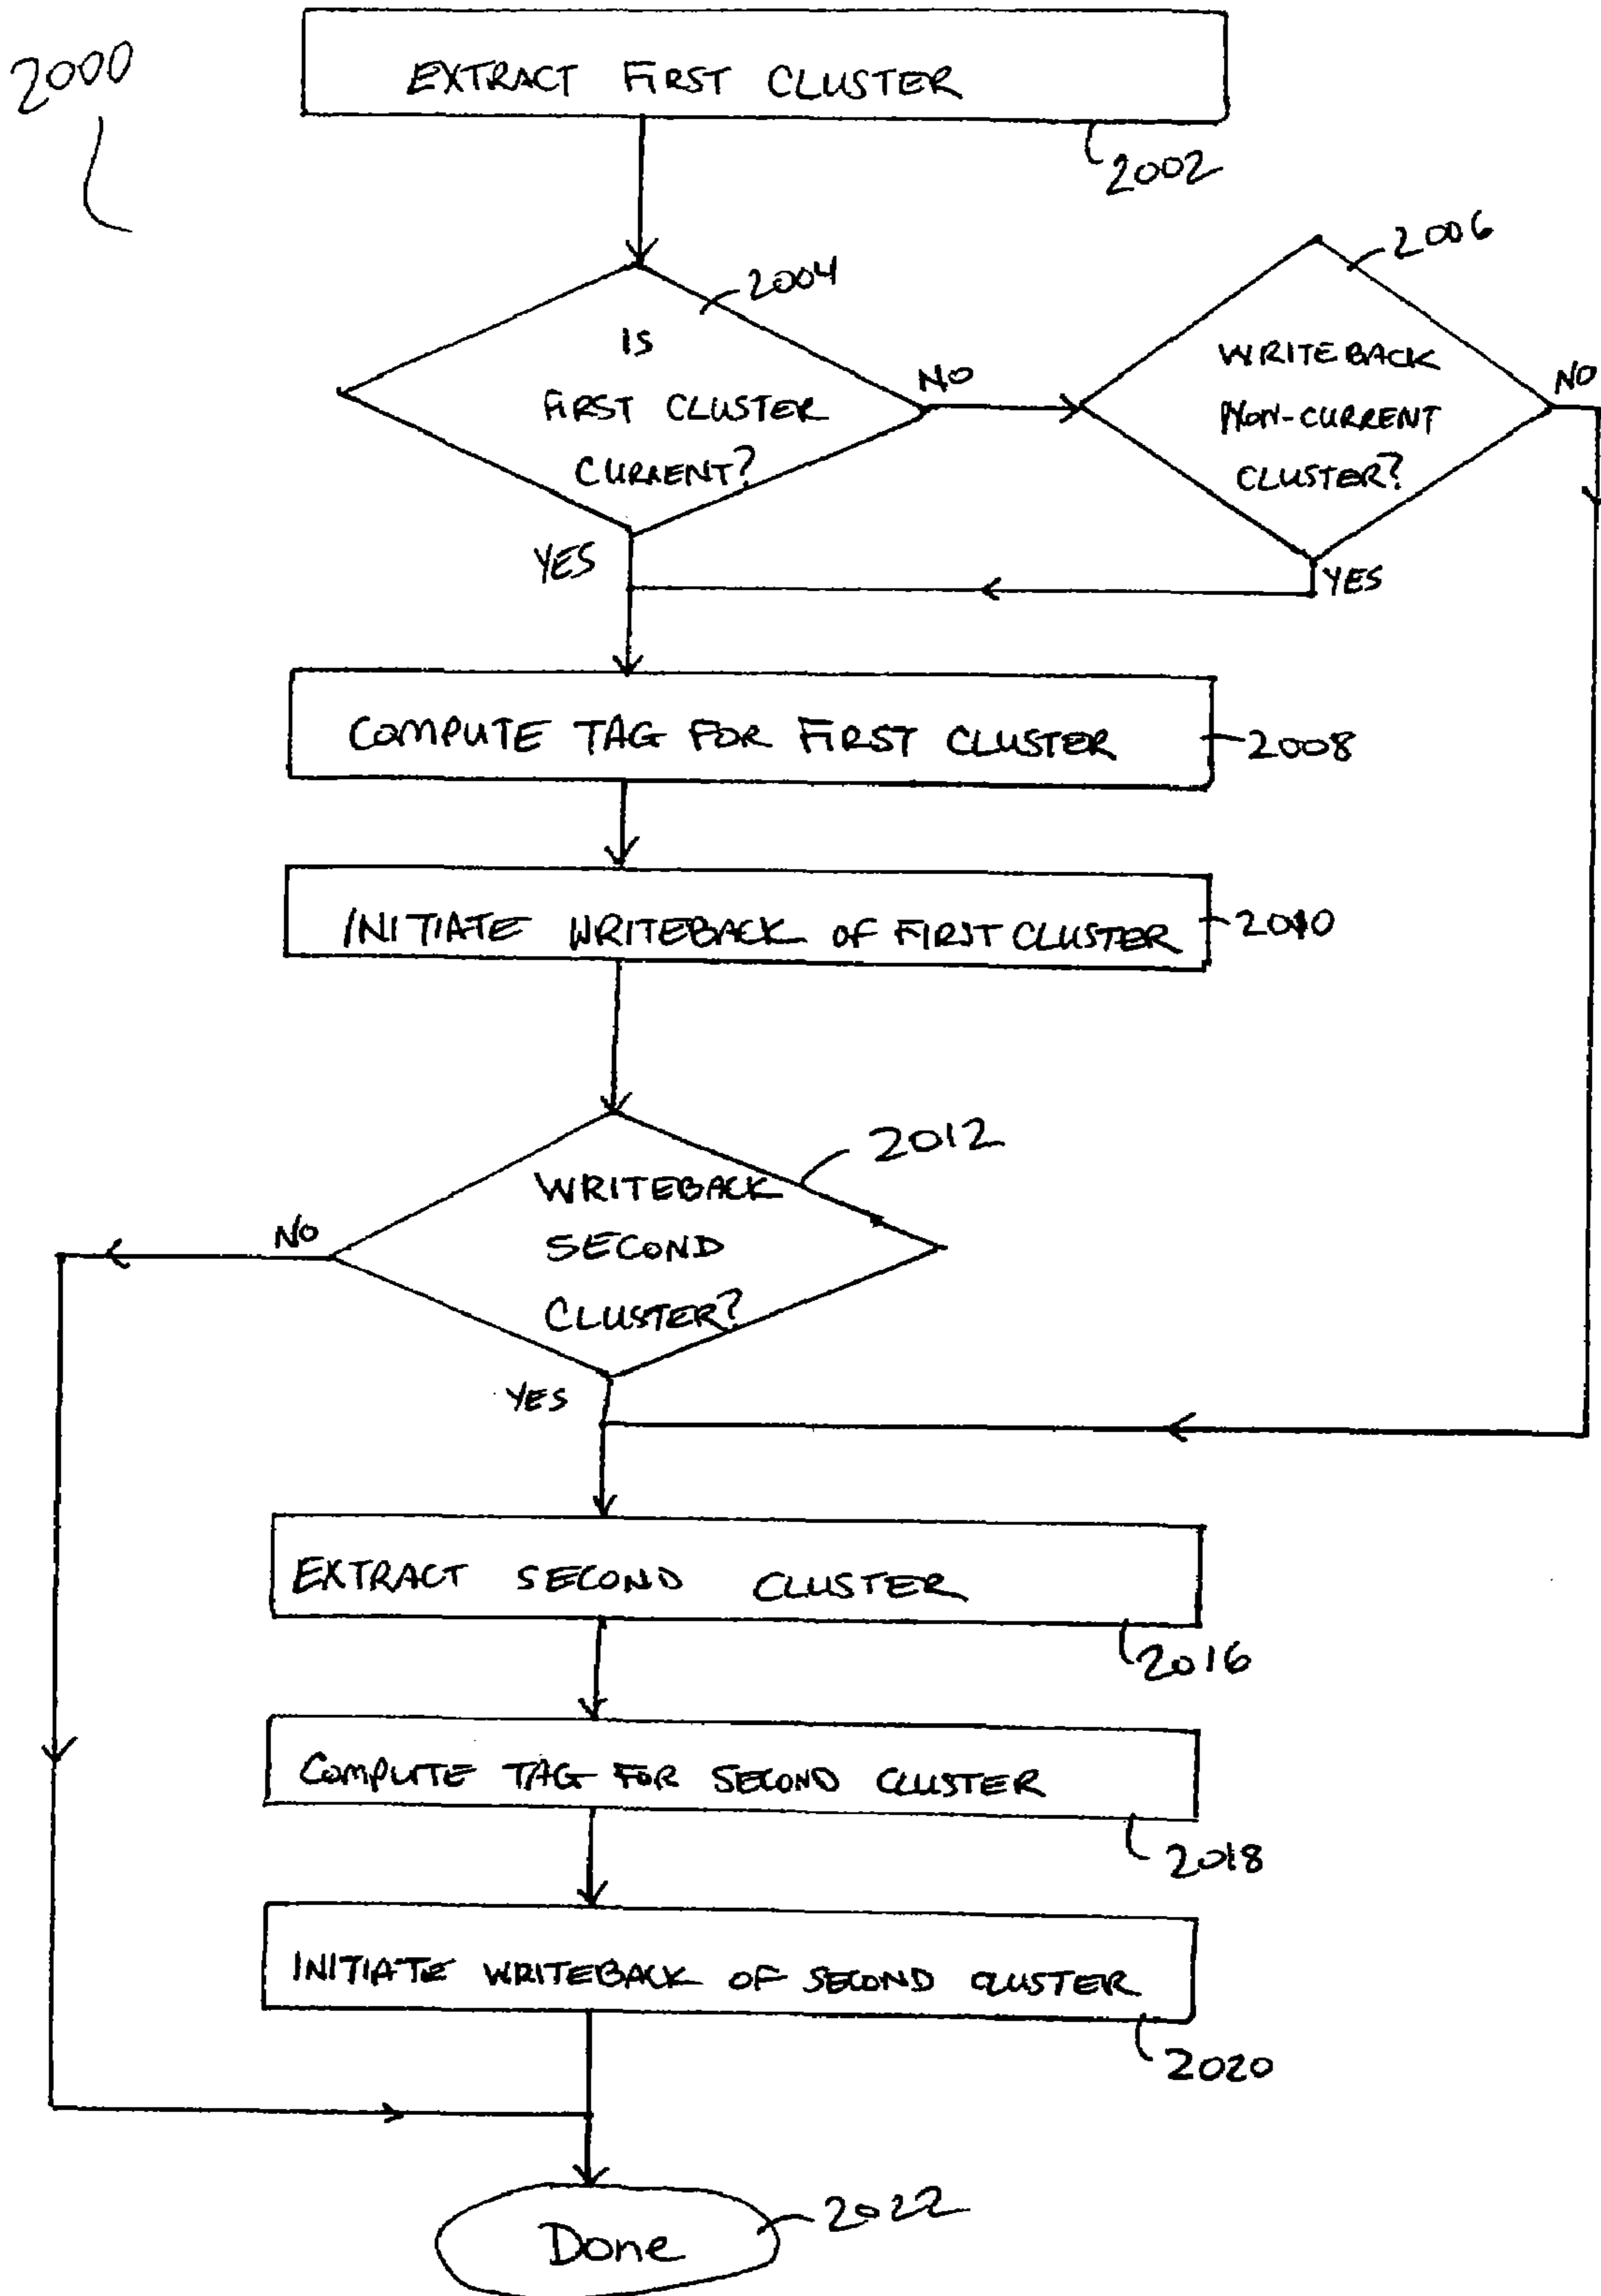 2000
EXTRACT FIRST CLUSTER
2002
2004
2006
IS
FIRST CLUSTER
CURRENT?
NO
WRITEBACK
NON-CURRENT
CLUSTER?
NO
YES
YES
COMPUTE TAG FOR FIRST CLUSTER
2008
INITIATE WRITEBACK OF FIRST CLUSTER
2010
2012
WRITEBACK
SECOND
CLUSTER?
NO
YES
EXTRACT SECOND CLUSTER
2016
COMPUTE TAG FOR SECOND CLUSTER
2018
INITIATE WRITEBACK OF SECOND CLUSTER
2020
Done
2022